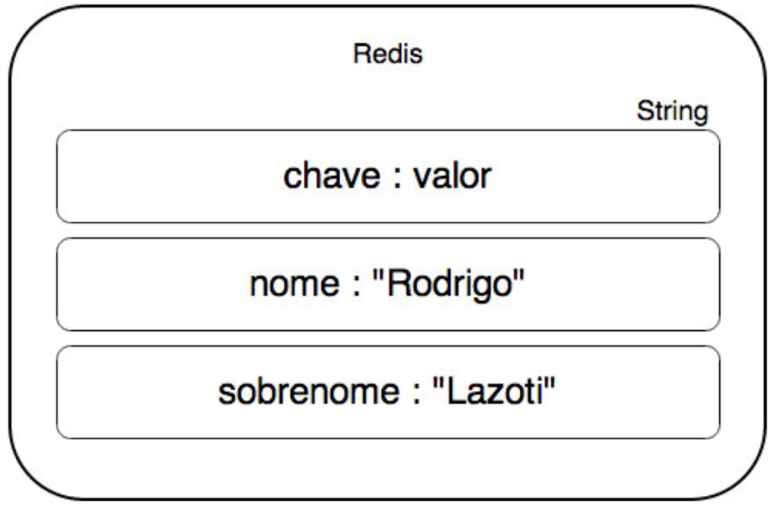 Redis
String
chave : valor
nome : "Rodrigo"
sobrenome : "Lazoti"